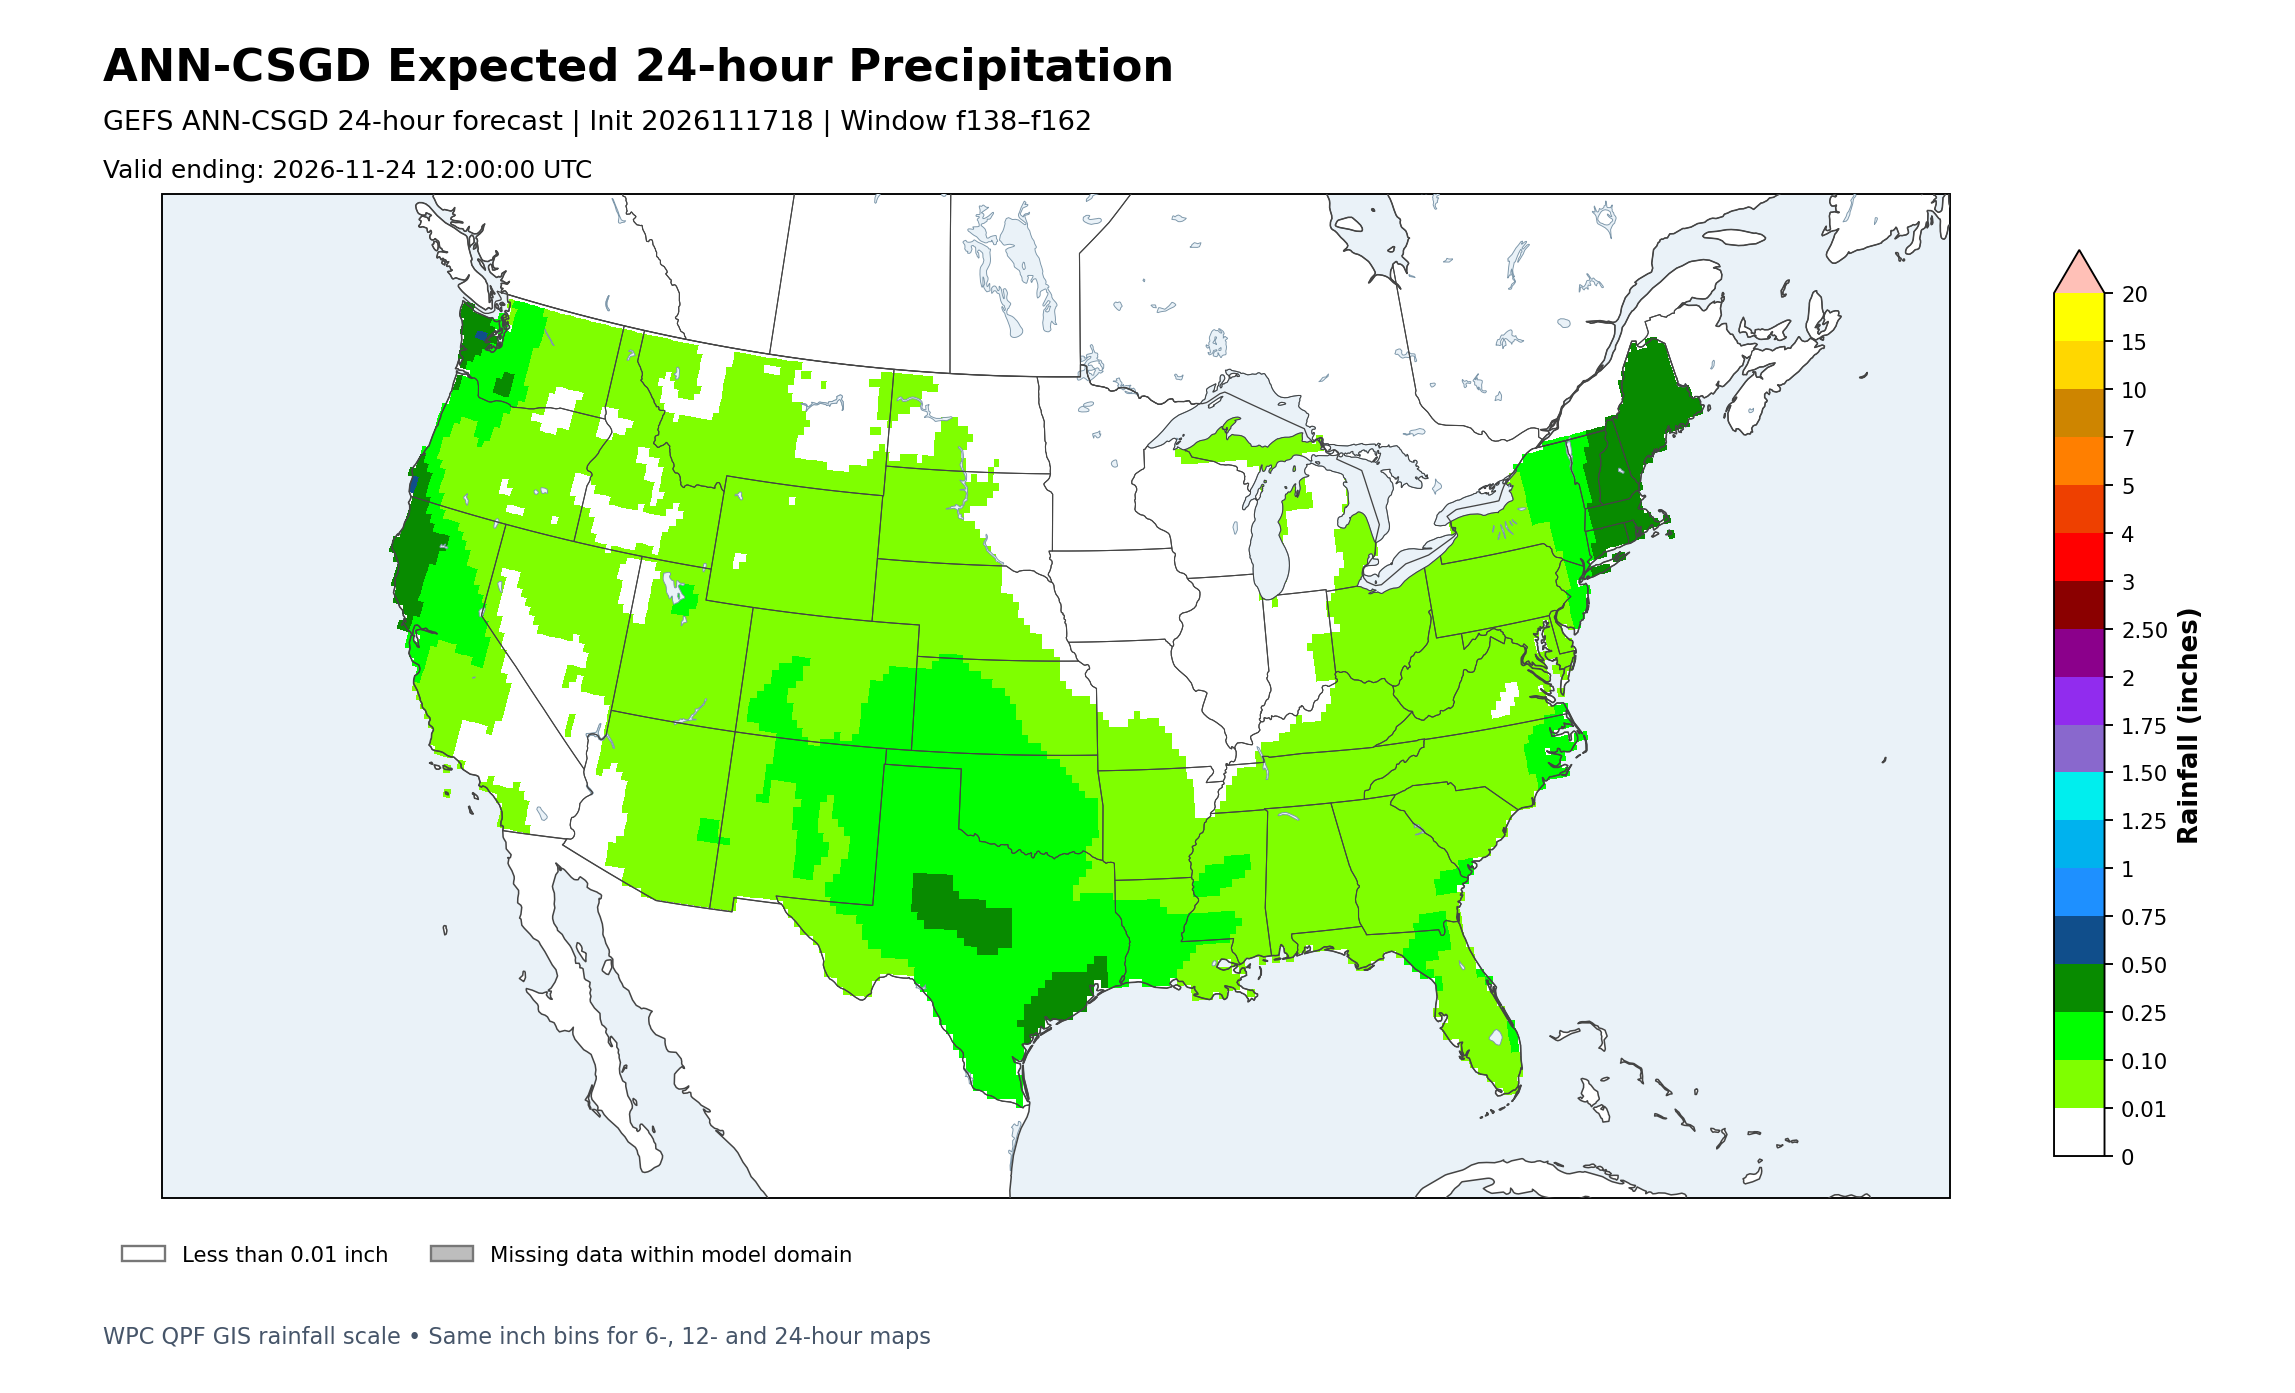 ANN-CSGD Expected 24-hour Precipitation
GEFS ANN-CSGD 24-hour forecast | Init 2026111718 | Window f138–f162
Valid ending: 2026-11-24 12:00:00 UTC
20
15
10
7
5
4
3
2.50
2
1.75
1.50
1.25
1
0.75
0.50
0.25
0.10
0.01
0
Rainfall (inches)
Less than 0.01 inch
Missing data within model domain
WPC QPF GIS rainfall scale • Same inch bins for 6-, 12- and 24-hour maps